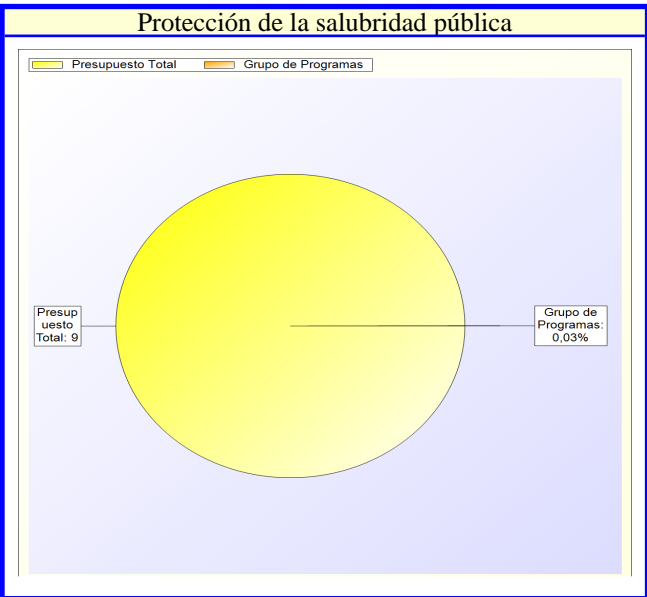 Protección de la salubridad pública
Presupuesto Total
Grupo de Programas
Presup
uesto
Total: 9
Grupo de
Programas:
0,03%